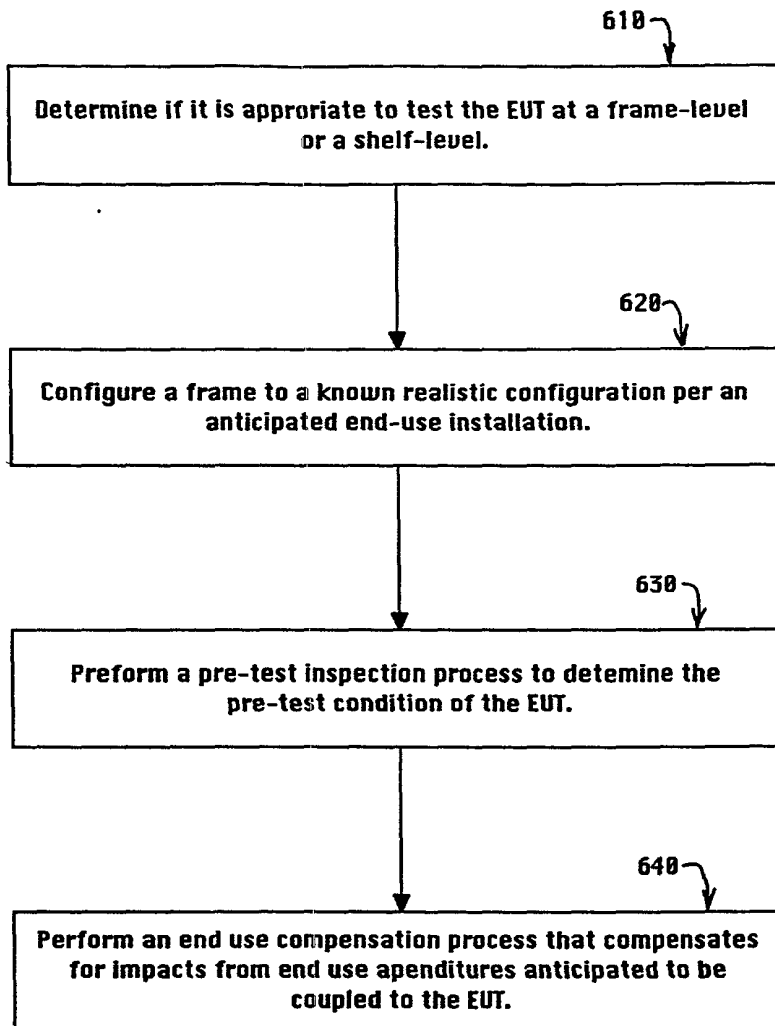 610
Determine if it is approriate to test the EUT at a frame-level
or a shelf-level.
620
Configure a frame to a known realistic configuration per an
anticipated end-use installation.
630
Preform a pre-test inspection process to detemine the
pre-test condition of the EUT.
640
Perform an end use compensation process that compensates
for impacts from end use apenditures anticipated to be
coupled to the EUT.